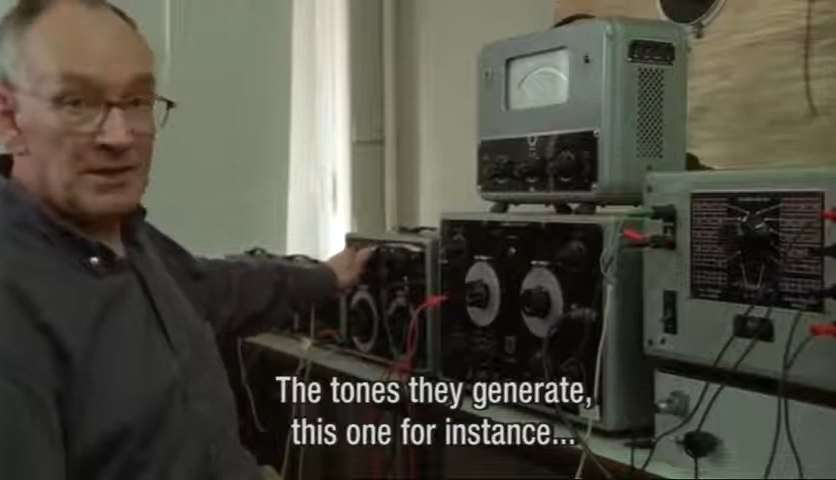 The tones they generate,
this one for instance...